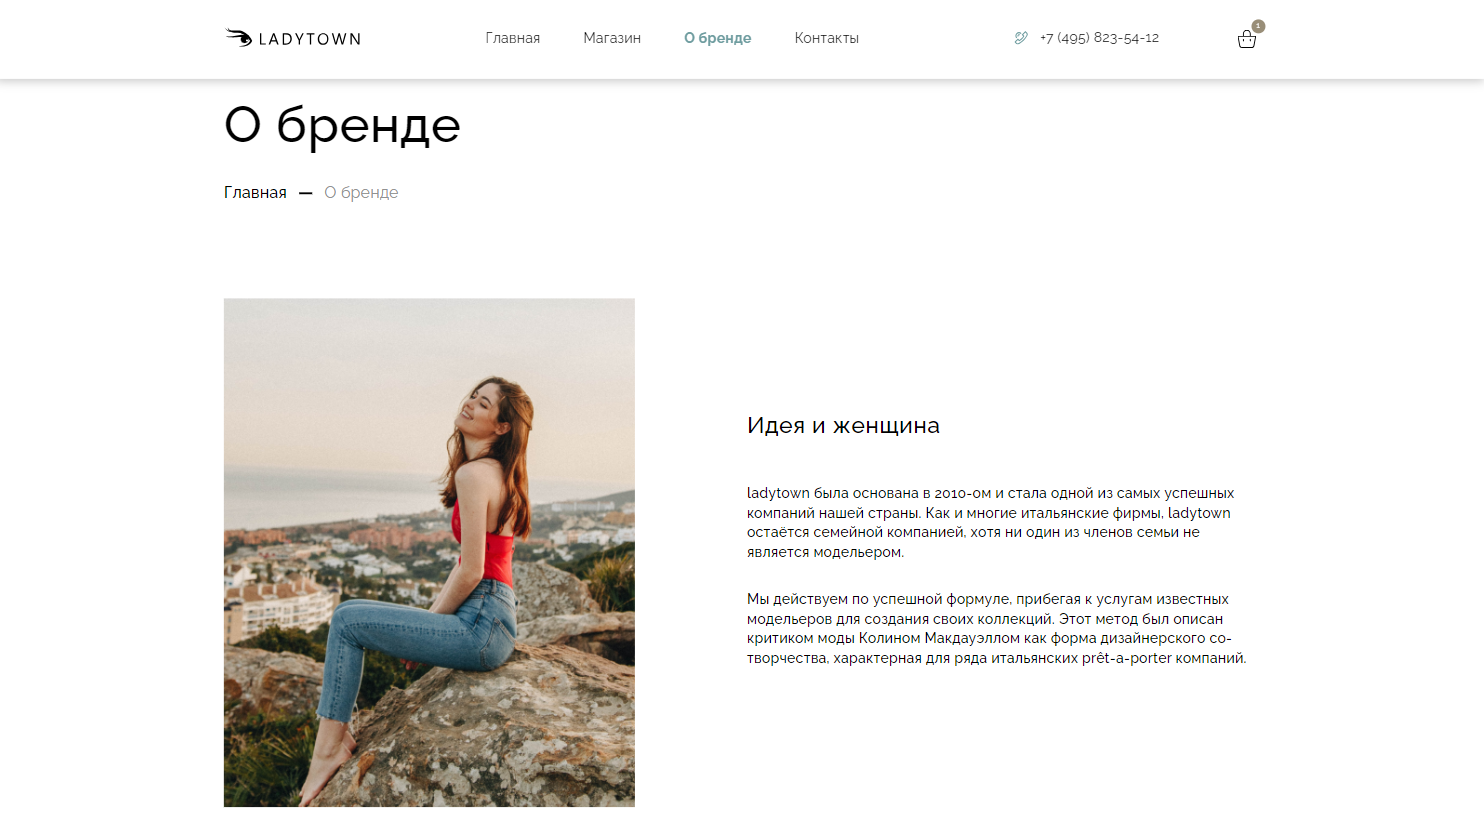 LADYTOWN
Главная
Магазин
О бренде
Контакты
+7 (495) 823-54-12
1
О бренде
Главная — О бренде
Идея и женщина
ladytown была основана в 2010-ом и стала одной из самых успешных
компаний нашей страны. Как и многие итальянские фирмы, ladytown
остаётся семейной компанией, хотя ни один из членов семьи не
является модельером.
Мы действуем по успешной формуле, прибегая к услугам известных
модельеров для создания своих коллекций. Этот метод был описан
критиком моды Колином Макдауэллом как форма дизайнерского со-
творчества, характерная для ряда итальянских prêt-a-porter компаний.